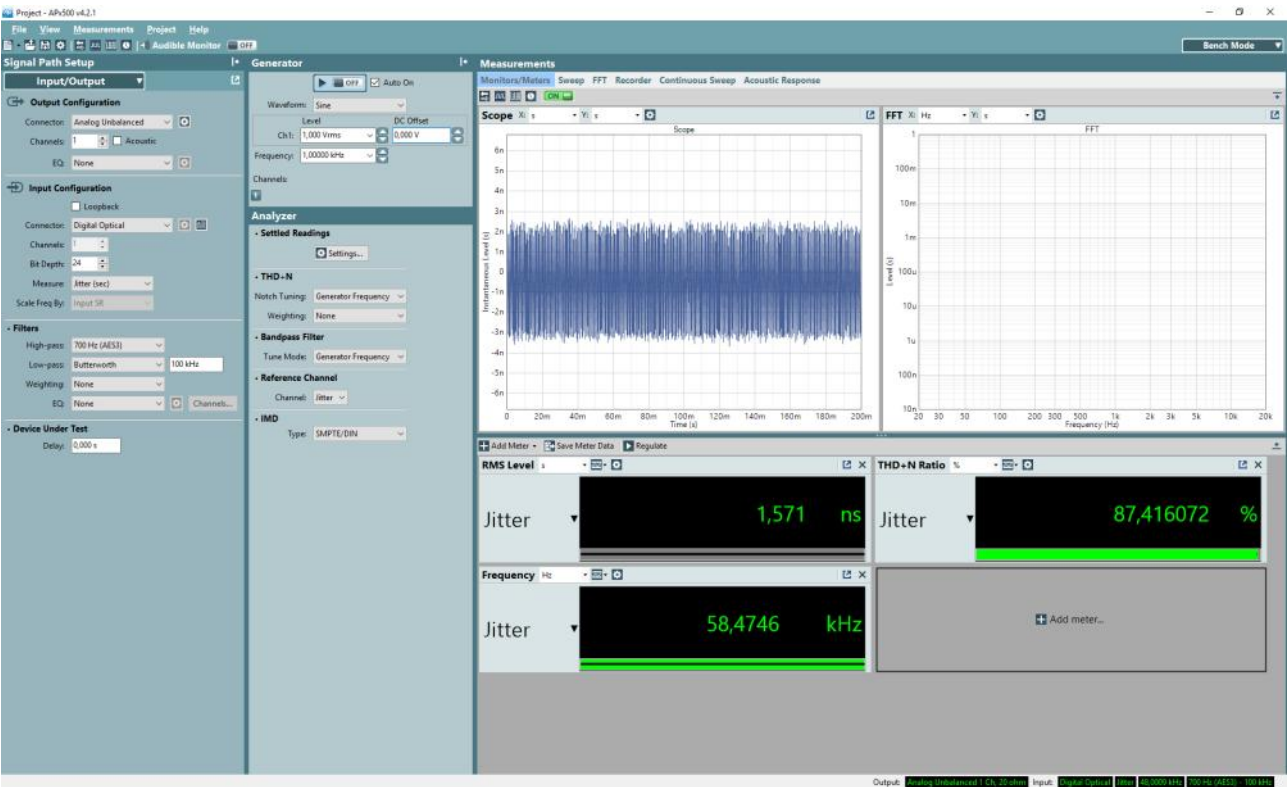 Project - APx500 v4.2.1
File View Measurements Project Help
Audible Monitor OFF
Bench Mode
Signal Path Setup
Input/Output
Output Configuration
Connector: Analog Unbalanced
Channels: 1 Acoustic
EQ: None
Input Configuration
Loopback
Connector: Digital Optical
Channels: 1
Bit Depth: 24
Measure: Jitter (sec)
Scale Freq By: Input SR
- Filters
High-pass: 700 Hz (AES3)
Low-pass: Butterworth 100 kHz
Weighting: None
EQ: None Channels...
- Device Under Test
Delay: 0,000 s
Generator
OFF Auto On
Waveform: Sine
Level DC Offset
Ch1: 1,000 Vrms 0,000 V
Frequency: 1,00000 kHz
Channels:
1
Analyzer
- Settled Readings
Settings...
- THD+N
Notch Tuning: Generator Frequency
Weighting: None
- Bandpass Filter
Tune Mode: Generator Frequency
- Reference Channel
Channel: Jitter
- IMD
Type: SMPTE/DIN
Measurements
Monitors/Meters Sweep FFT Recorder Continuous Sweep Acoustic Response
ON
Scope X: s Y: s
Scope
6n
5n
4n
3n
2n
1n
0
-1n
-2n
-3n
-4n
-5n
-6n
Instantaneous Level (s)
0 20m 40m 60m 80m 100m 120m 140m 160m 180m 200m
Time (s)
FFT X: Hz Y: s
FFT
1
100m
10m
1m
100u
10u
1u
100n
10n
Level (s)
20 30 50 100 200 300 500 1k 2k 3k 5k 10k 20k
Frequency (Hz)
Add Meter Save Meter Data Regulate
RMS Level s
Jitter 1,571 ns
THD+N Ratio %
Jitter 87,416072 %
Frequency Hz
Jitter 58,4746 kHz
Add meter...
Output: Analog Unbalanced 1 Ch, 20 ohm Input: Digital Optical Jitter 48,0009 kHz 700 Hz (AES3) - 100 kHz